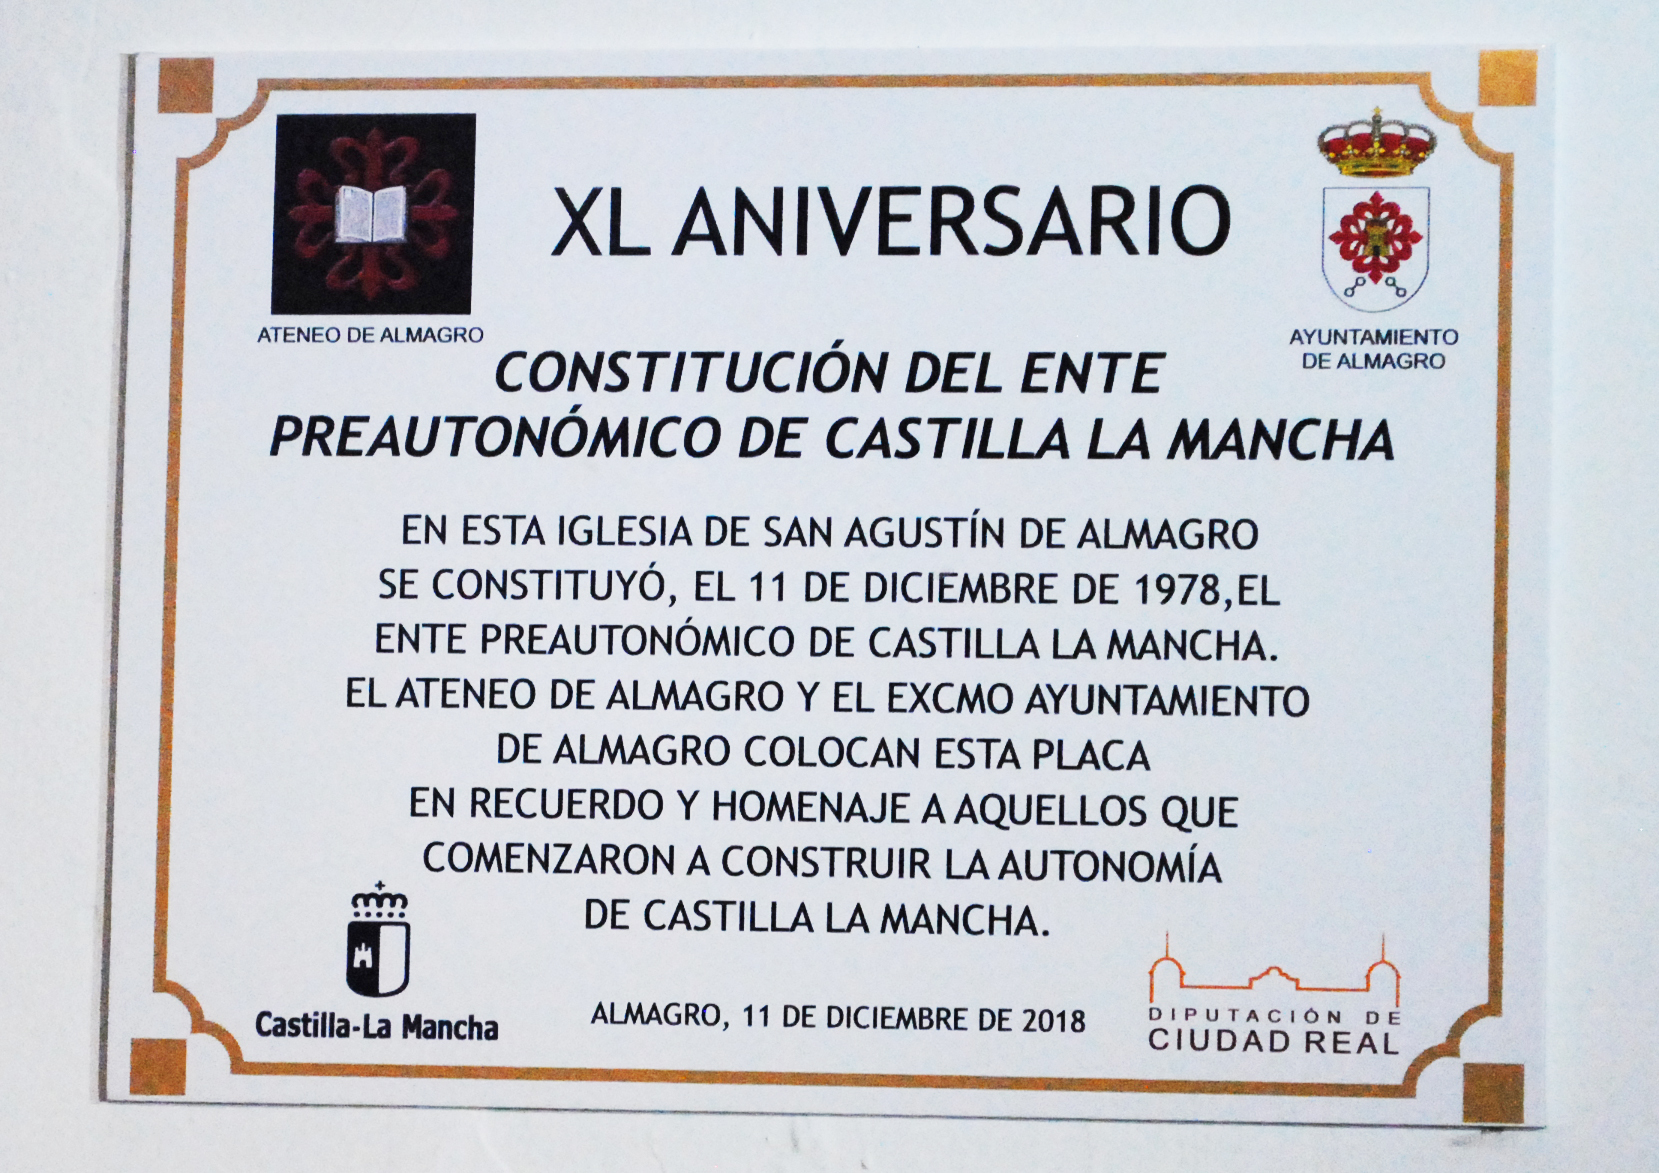 XL ANIVERSARIO
ATENEO DE ALMAGRO
AYUNTAMIENTO
DE ALMAGRO
CONSTITUCIÓN DEL ENTE
PREAUTONÓMICO DE CASTILLA LA MANCHA
EN ESTA IGLESIA DE SAN AGUSTÍN DE ALMAGRO
SE CONSTITUYÓ, EL 11 DE DICIEMBRE DE 1978,EL
ENTE PREAUTONÓMICO DE CASTILLA LA MANCHA.
EL ATENEO DE ALMAGRO Y EL EXCMO AYUNTAMIENTO
DE ALMAGRO COLOCAN ESTA PLACA
EN RECUERDO Y HOMENAJE A AQUELLOS QUE
COMENZARON A CONSTRUIR LA AUTONOMÍA
DE CASTILLA LA MANCHA.
Castilla-La Mancha
ALMAGRO, 11 DE DICIEMBRE DE 2018
DIPUTACIÓN DE
CIUDAD REAL